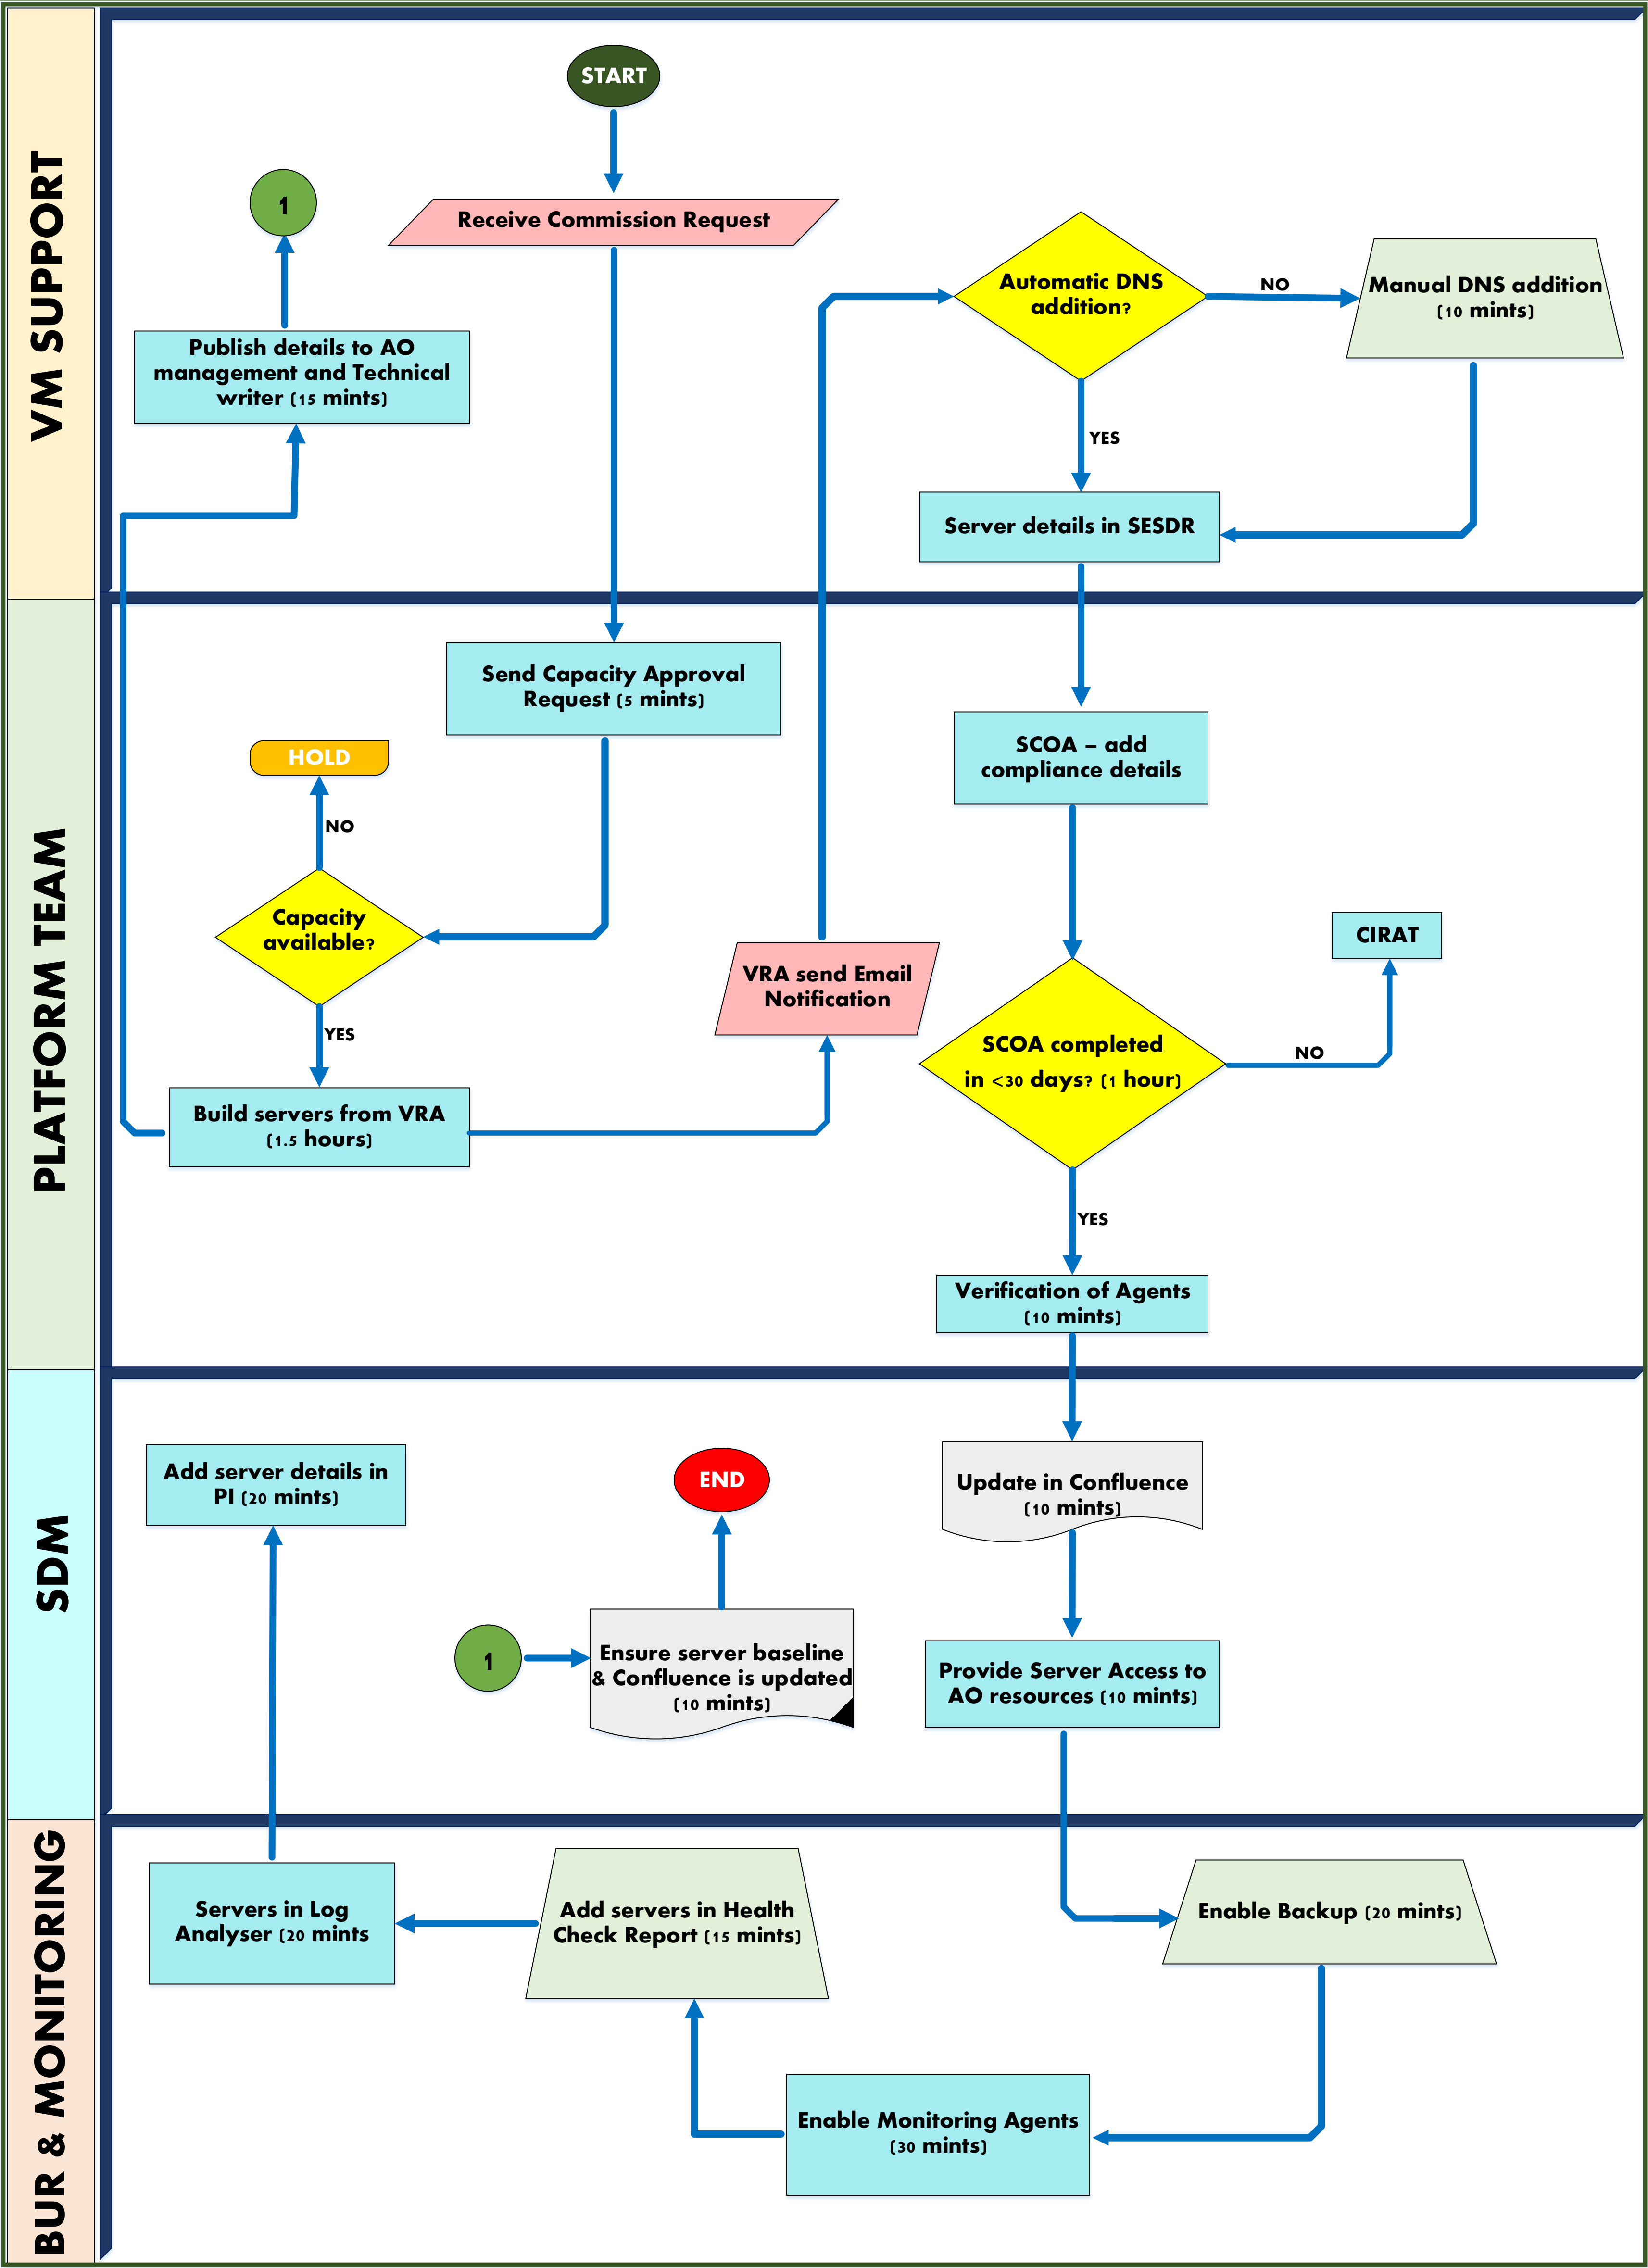 VM SUPPORT
START
1
Receive Commission Request
Automatic DNS
addition?
NO
Manual DNS addition
(10 mints)
Publish details to AO
management and Technical
writer (15 mints)
YES
Server details in SESDR
PLATFORM TEAM
Send Capacity Approval
Request (5 mints)
SCOA – add
compliance details
HOLD
NO
Capacity
available?
CIRAT
VRA send Email
Notification
YES
SCOA completed
in <30 days? (1 hour)
NO
Build servers from VRA
(1.5 hours)
YES
Verification of Agents
(10 mints)
SDM
Add server details in
PI (20 mints)
END
Update in Confluence
(10 mints)
1
Ensure server baseline
& Confluence is updated
(10 mints)
Provide Server Access to
AO resources (10 mints)
BUR & MONITORING
Servers in Log
Analyser (20 mints
Add servers in Health
Check Report (15 mints)
Enable Backup (20 mints)
Enable Monitoring Agents
(30 mints)